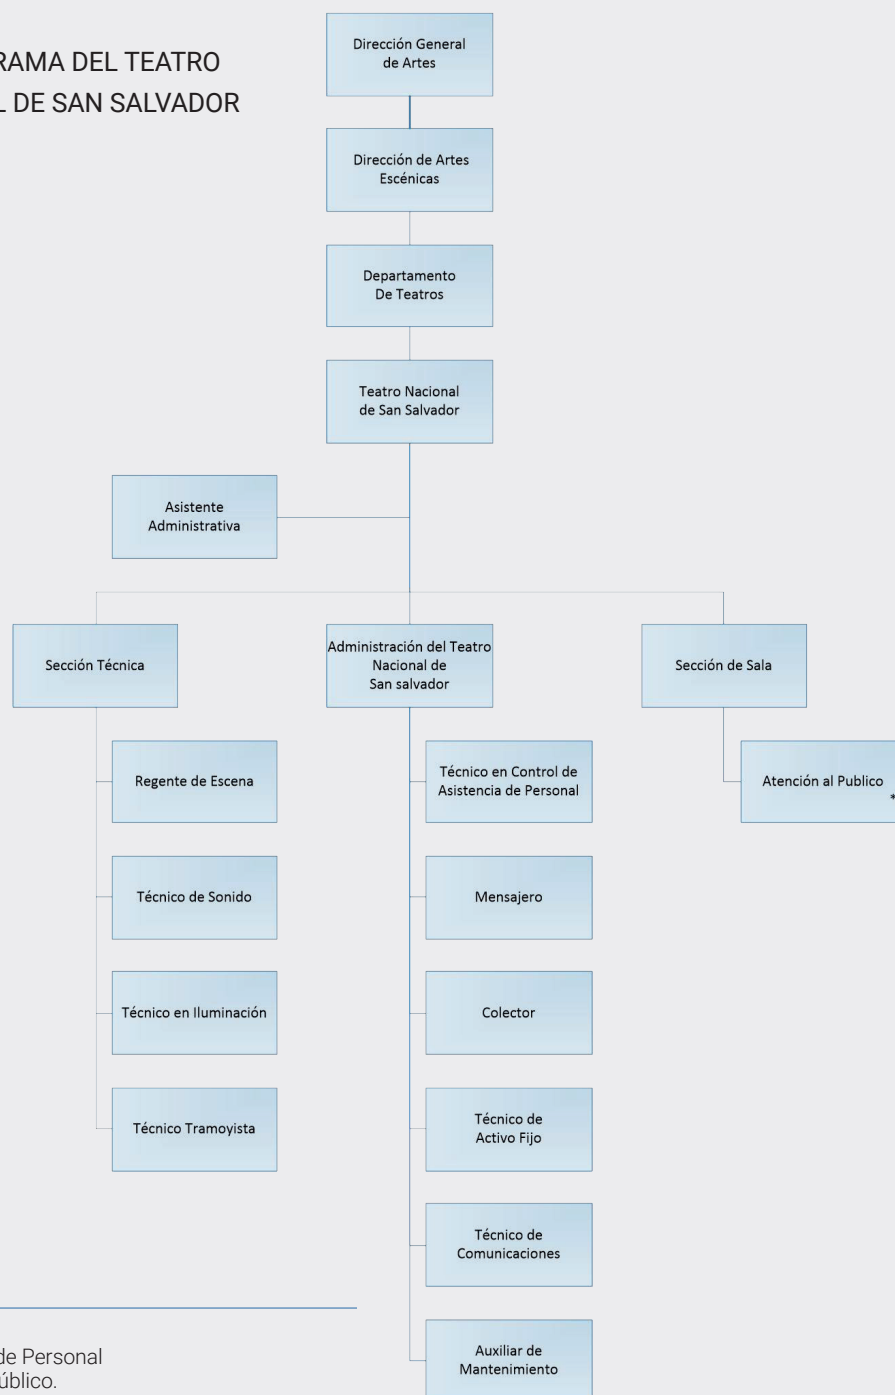 RAMA DEL TEATRO
L DE SAN SALVADOR
Dirección General
de Artes
Dirección de Artes
Escénicas
Departamento
De Teatros
Teatro Nacional
de San Salvador
Asistente
Administrativa
Sección Técnica
Administración del Teatro
Nacional de
San salvador
Sección de Sala
Regente de Escena
Técnico en Control de
Asistencia de Personal
Atención al Publico
*
Técnico de Sonido
Mensajero
Técnico en Iluminación
Colector
Técnico Tramoyista
Técnico de
Activo Fijo
Técnico de
Comunicaciones
Auxiliar de
Mantenimiento
de Personal
úblico.